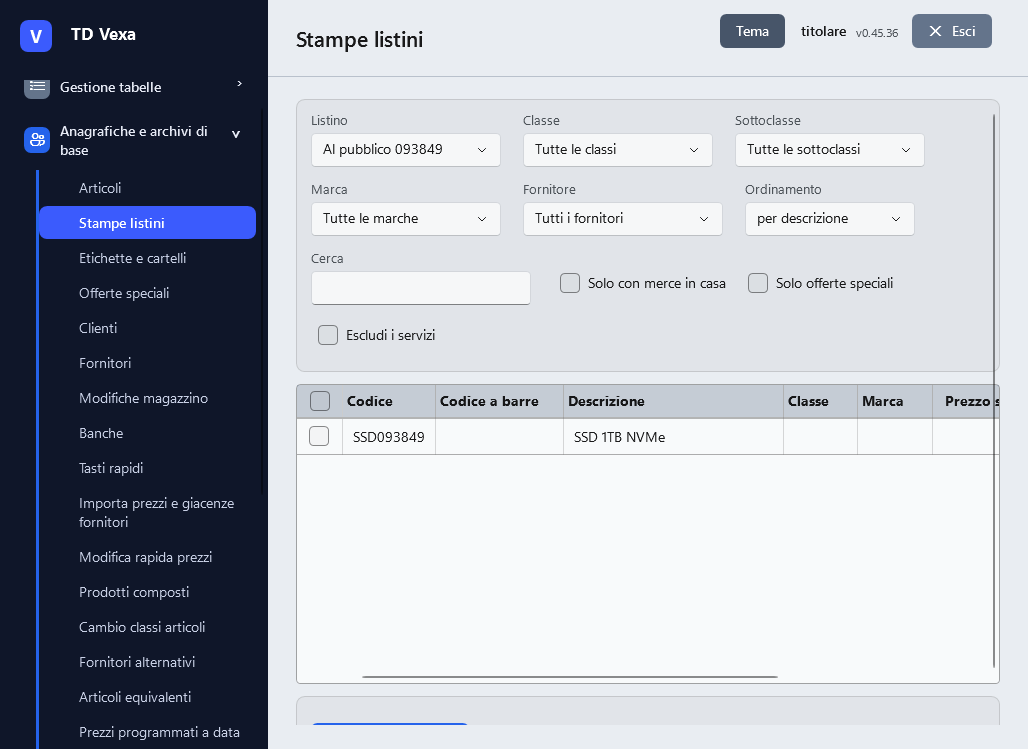 V
TD Vexa
Gestione tabelle
Anagrafiche e archivi di
base
Articoli
Stampe listini
Etichette e cartelli
Offerte speciali
Clienti
Fornitori
Modifiche magazzino
Banche
Tasti rapidi
Importa prezzi e giacenze
fornitori
Modifica rapida prezzi
Prodotti composti
Cambio classi articoli
Fornitori alternativi
Articoli equivalenti
Prezzi programmati a data
Stampe listini
Tema titolare v0.45.36 Esci
Listino Classe Sottoclasse
Al pubblico 093849 Tutte le classi Tutte le sottoclassi
Marca Fornitore Ordinamento
Tutte le marche Tutti i fornitori per descrizione
Cerca
Solo con merce in casa Solo offerte speciali
Escludi i servizi
Codice Codice a barre Descrizione Classe Marca Prezzo s
SSD093849 SSD 1TB NVMe